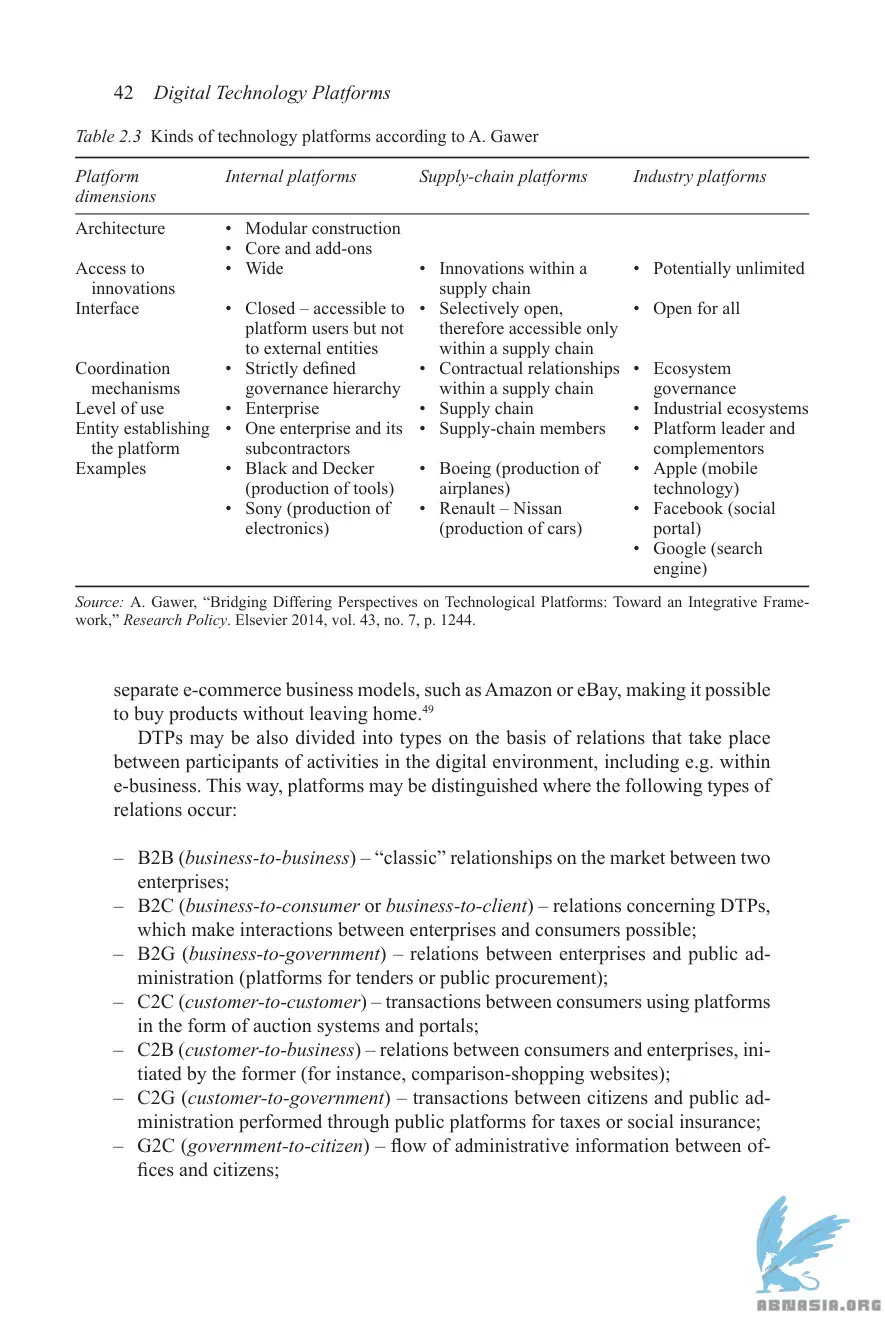 42 Digital Technology Platforms
Table 2.3 Kinds of technology platforms according to A. Gawer
Platform dimensions
Internal platforms
Supply-chain platforms
Industry platforms
Architecture
• Modular construction
• Core and add-ons
Access to innovations
• Wide
• Innovations within a supply chain
• Potentially unlimited
Interface
• Closed – accessible to platform users but not to external entities
• Selectively open, therefore accessible only within a supply chain
• Open for all
Coordination mechanisms
• Strictly defined governance hierarchy
• Contractual relationships within a supply chain
• Ecosystem governance
Level of use
• Enterprise
• Supply chain
• Industrial ecosystems
Entity establishing the platform
• One enterprise and its subcontractors
• Supply-chain members
• Platform leader and complementors
Examples
• Black and Decker (production of tools)
• Sony (production of electronics)
• Boeing (production of airplanes)
• Renault – Nissan (production of cars)
• Apple (mobile technology)
• Facebook (social portal)
• Google (search engine)
Source: A. Gawer, “Bridging Differing Perspectives on Technological Platforms: Toward an Integrative Frame-
work,” Research Policy. Elsevier 2014, vol. 43, no. 7, p. 1244.
separate e-commerce business models, such as Amazon or eBay, making it possible
to buy products without leaving home.49
DTPs may be also divided into types on the basis of relations that take place
between participants of activities in the digital environment, including e.g. within
e-business. This way, platforms may be distinguished where the following types of
relations occur:
– B2B (business-to-business) – “classic” relationships on the market between two
enterprises;
– B2C (business-to-consumer or business-to-client) – relations concerning DTPs,
which make interactions between enterprises and consumers possible;
– B2G (business-to-government) – relations between enterprises and public ad-
ministration (platforms for tenders or public procurement);
– C2C (customer-to-customer) – transactions between consumers using platforms
in the form of auction systems and portals;
– C2B (customer-to-business) – relations between consumers and enterprises, ini-
tiated by the former (for instance, comparison-shopping websites);
– C2G (customer-to-government) – transactions between citizens and public ad-
ministration performed through public platforms for taxes or social insurance;
– G2C (government-to-citizen) – flow of administrative information between of-
fices and citizens;
ABNASIA.ORG